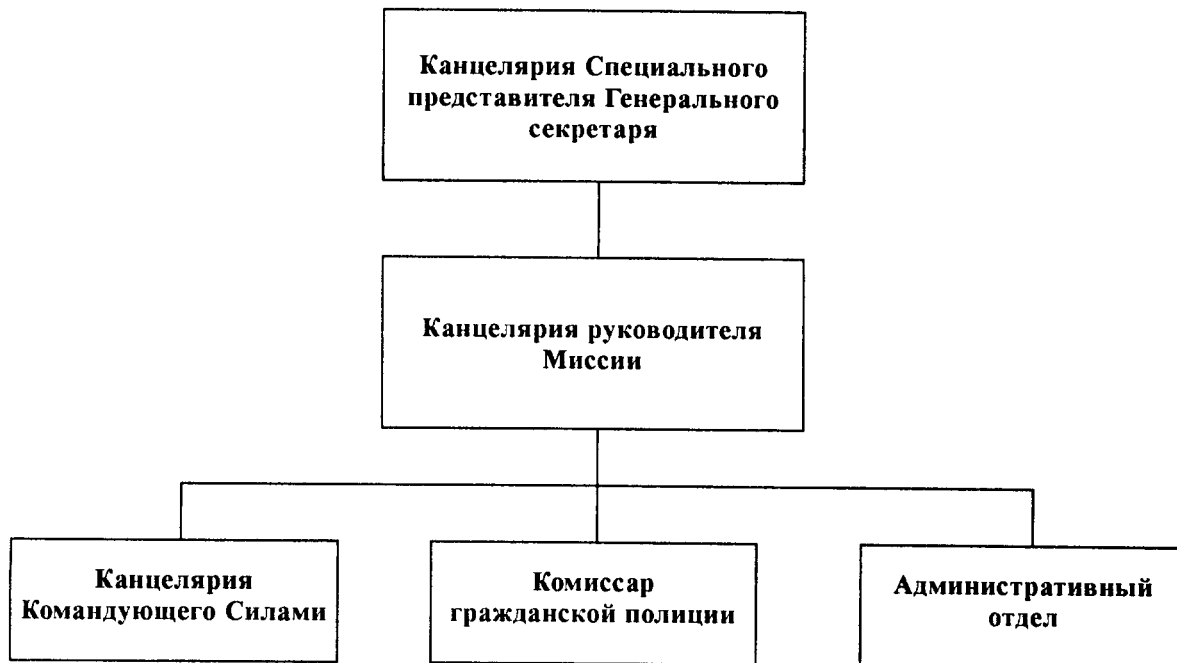 Канцелярия Специального
представителя Генерального
секретаря
Канцелярия руководителя
Миссии
Канцелярия
Командующего Силами
Комиссар
гражданской полиции
Административный
отдел